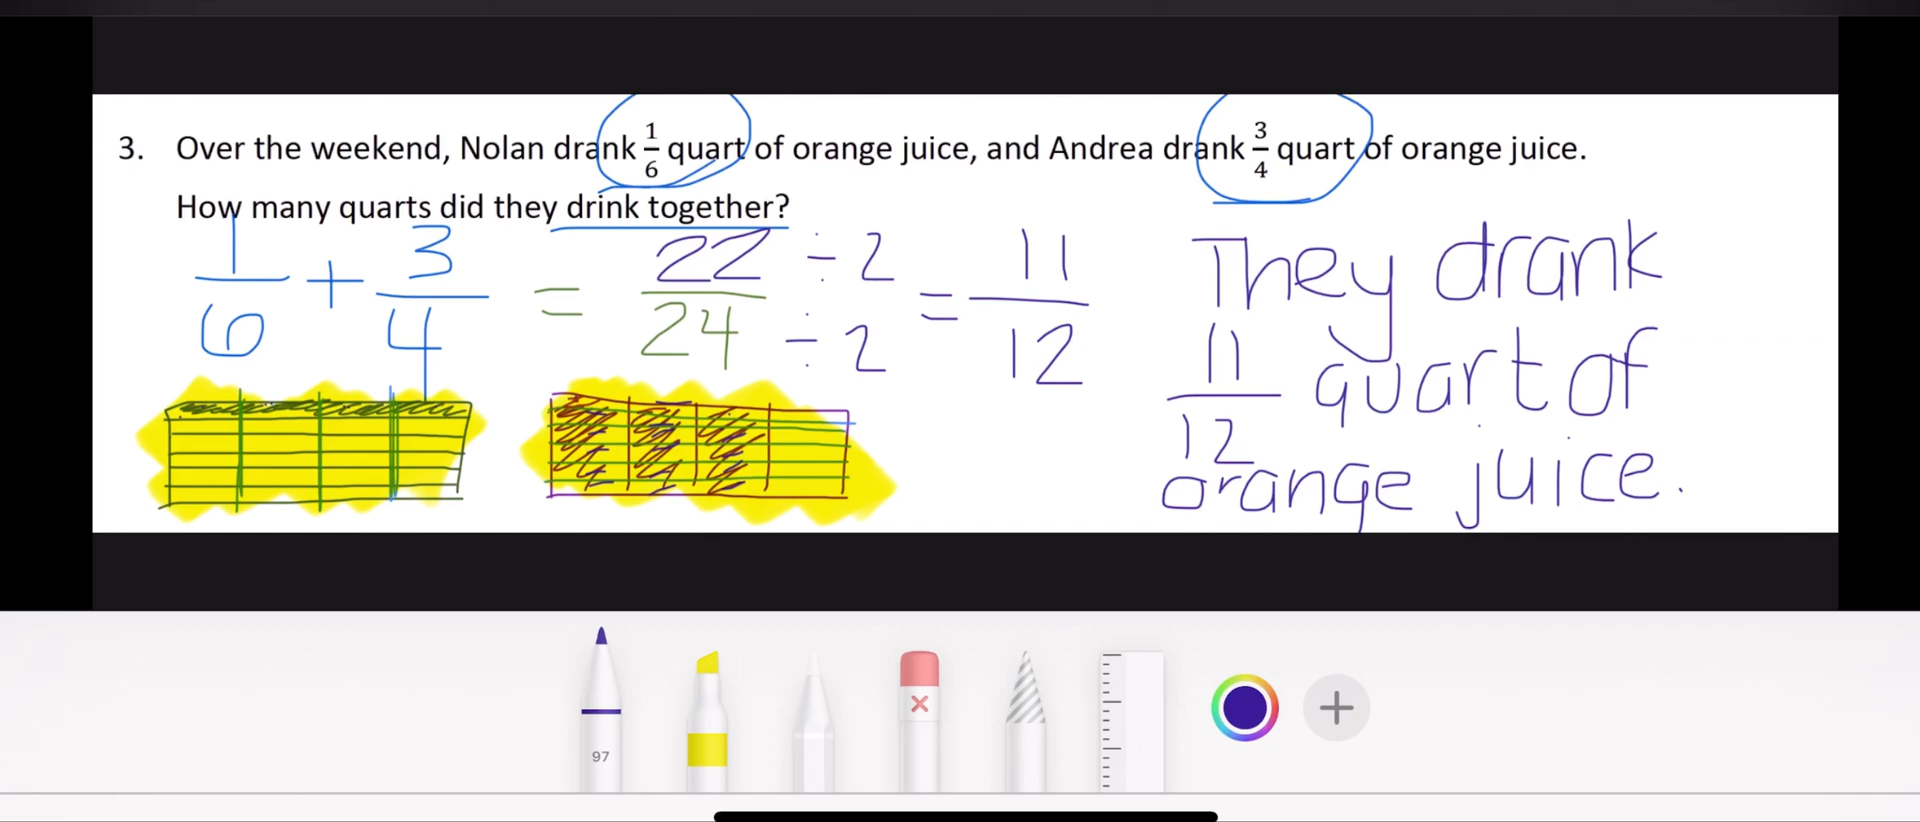 3. Over the weekend, Nolan drank 1/6 quart of orange juice, and Andrea drank 3/4 quart of orange juice.
How many quarts did they drink together?
1/6 + 3/4 = 22/24 ÷ 2 / ÷ 2 = 11/12
They drank
11/12 quart of
orange juice.
97